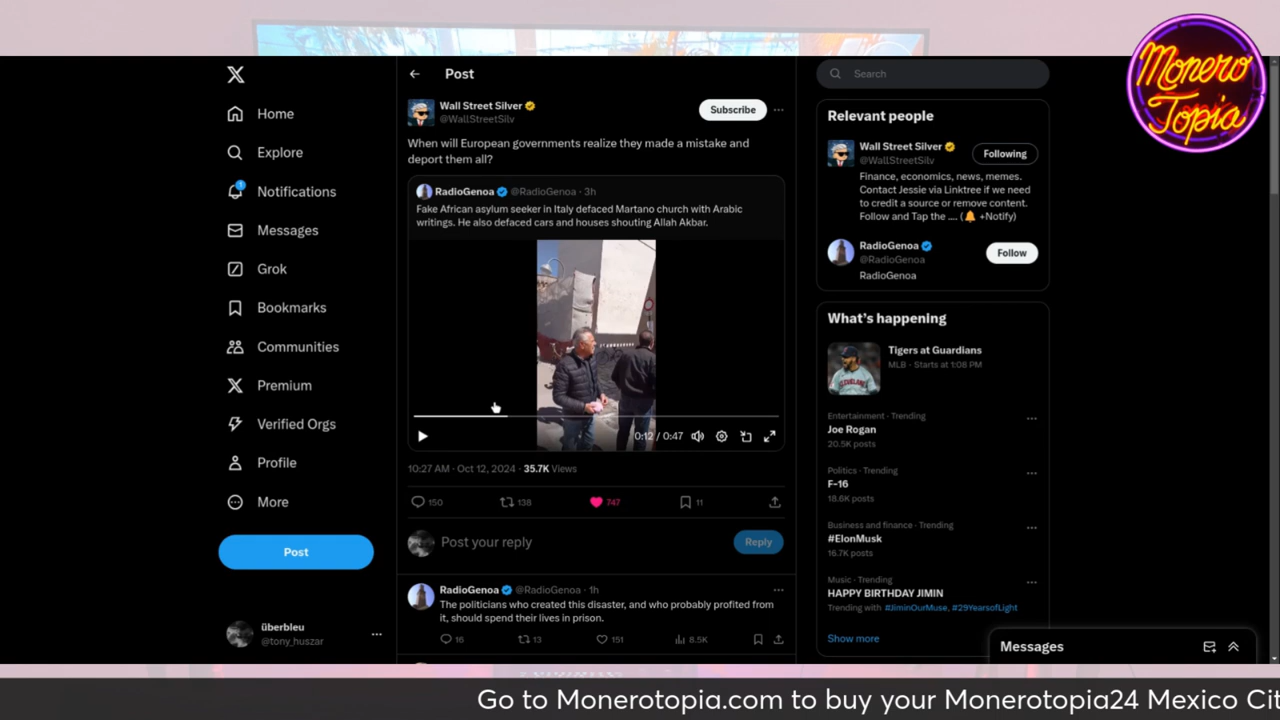 Monero
Topia
Post
Search
Wall Street Silver
@WallStreetSilv
Subscribe
When will European governments realize they made a mistake and
deport them all?
RadioGenoa @RadioGenoa · 3h
Fake African asylum seeker in Italy defaced Martano church with Arabic
writings. He also defaced cars and houses shouting Allah Akbar.
0:12 / 0:47
10:27 AM · Oct 12, 2024 · 35.7K Views
150 138 747 11
Post your reply
Reply
RadioGenoa @RadioGenoa · 1h
The politicians who created this disaster, and who probably profited from
it, should spend their lives in prison.
16 13 151 8.5K
Home
Explore
1
Notifications
Messages
Grok
Bookmarks
Communities
Premium
Verified Orgs
Profile
More
Post
überbleu
@tony_huszar
Relevant people
Wall Street Silver
@WallStreetSilv
Following
Finance, economics, news, memes.
Contact Jessie via Linktree if we need
to credit a source or remove content.
Follow and Tap the .... (🔔 +Notify)
RadioGenoa
@RadioGenoa
Follow
RadioGenoa
What's happening
Tigers at Guardians
MLB · Starts at 1:08 PM
Entertainment · Trending
Joe Rogan
20.5K posts
Politics · Trending
F-16
18.6K posts
Business and finance · Trending
#ElonMusk
16.7K posts
Music · Trending
HAPPY BIRTHDAY JIMIN
Trending with #JiminOurMuse, #29YearsofLight
Show more
Messages
Go to Monerotopia.com to buy your Monerotopia24 Mexico Cit